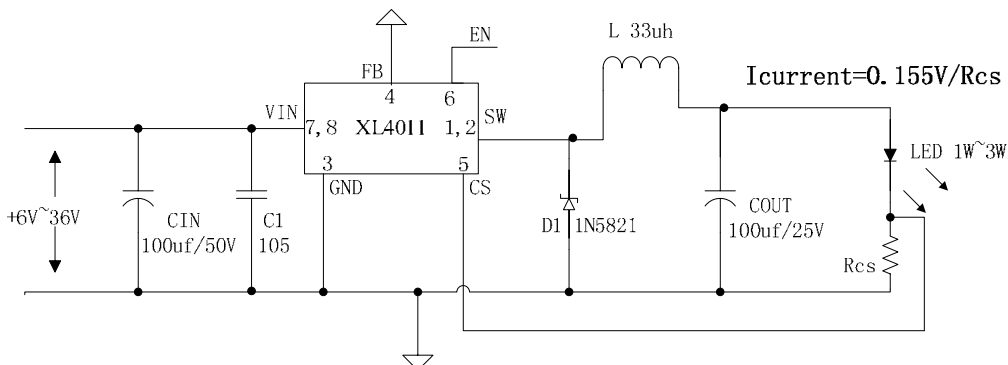 L 33uh
EN
FB
Icurrent=0.155V/Rcs
4
6
VIN
SW
7,8
XL4011
1,2
3
5
LED 1W~3W
GND
CS
+6V~36V
CIN
100uf/50V
C1
105
D1
1N5821
COUT
100uf/25V
Rcs